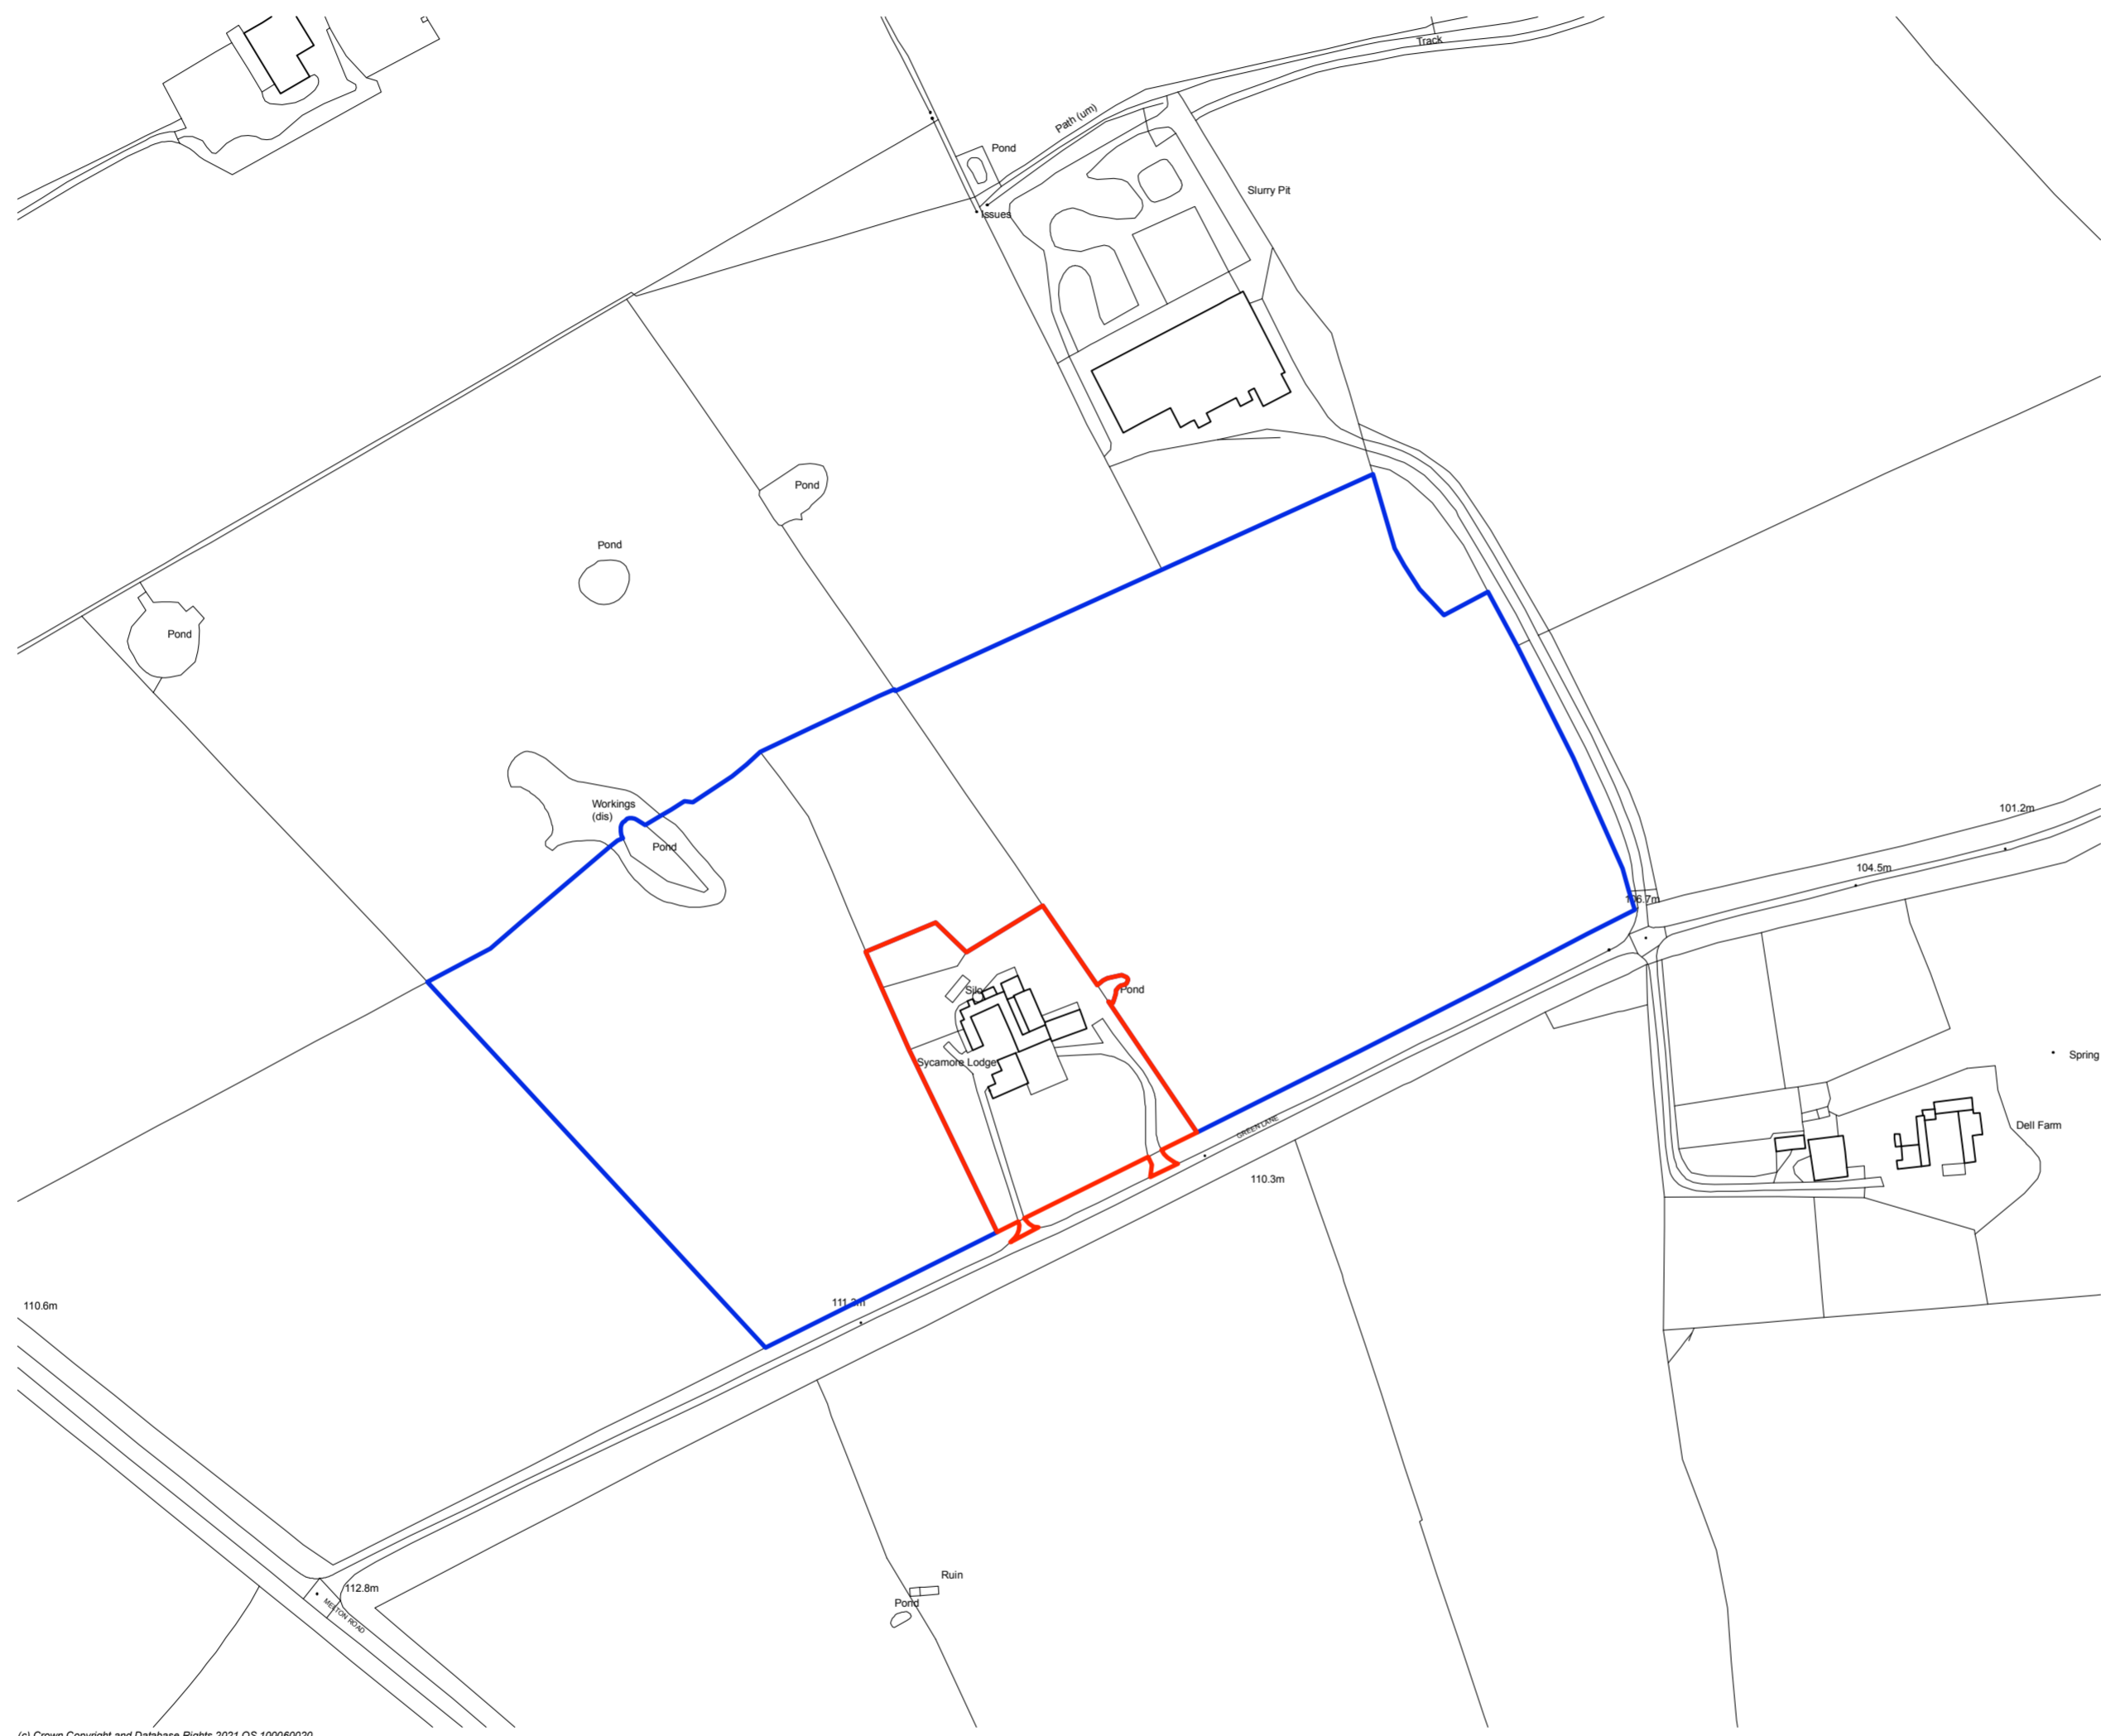 Track
Path (um)
Pond
Slurry Pit
Issues
Pond
Pond
Pond
Workings
(dis)
Pond
101.2m
104.5m
106.7m
Silo
Pond
Spring
Sycamore Lodge
GREEN LANE
Dell Farm
110.3m
110.6m
111.2m
Ruin
112.8m
Pond
MELTON ROAD
(c) Crown Copyright and Database Rights 2021 OS 100060020